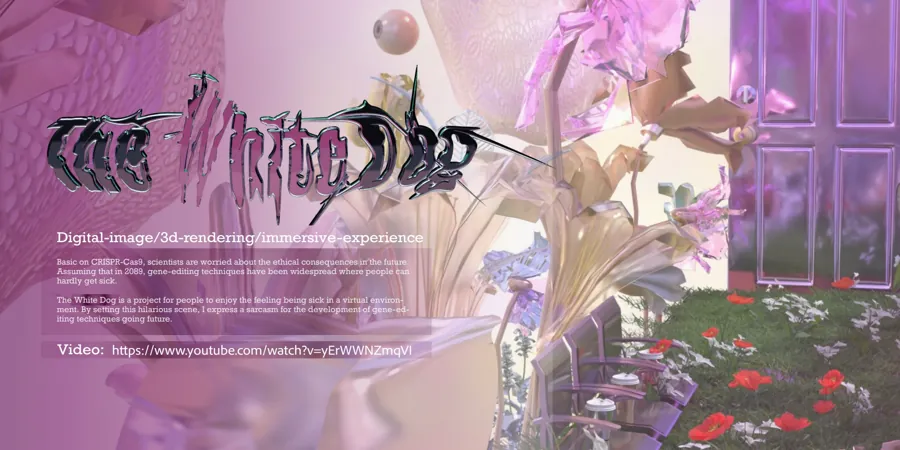 The White Dog
Digital-image/3d-rendering/immersive-experience
Basic on CRISPR-Cas9, scientists are worried about the ethical consequences in the future.
Assuming that in 2089, gene-editing techniques have been widespread where people can
hardly get sick.
The White Dog is a project for people to enjoy the feeling being sick in a virtual environ-
ment. By setting this hilarious scene, I express a sarcasm for the development of gene-ed-
iting techniques going future.
Video: https://www.youtube.com/watch?v=yErWWNZmqVI